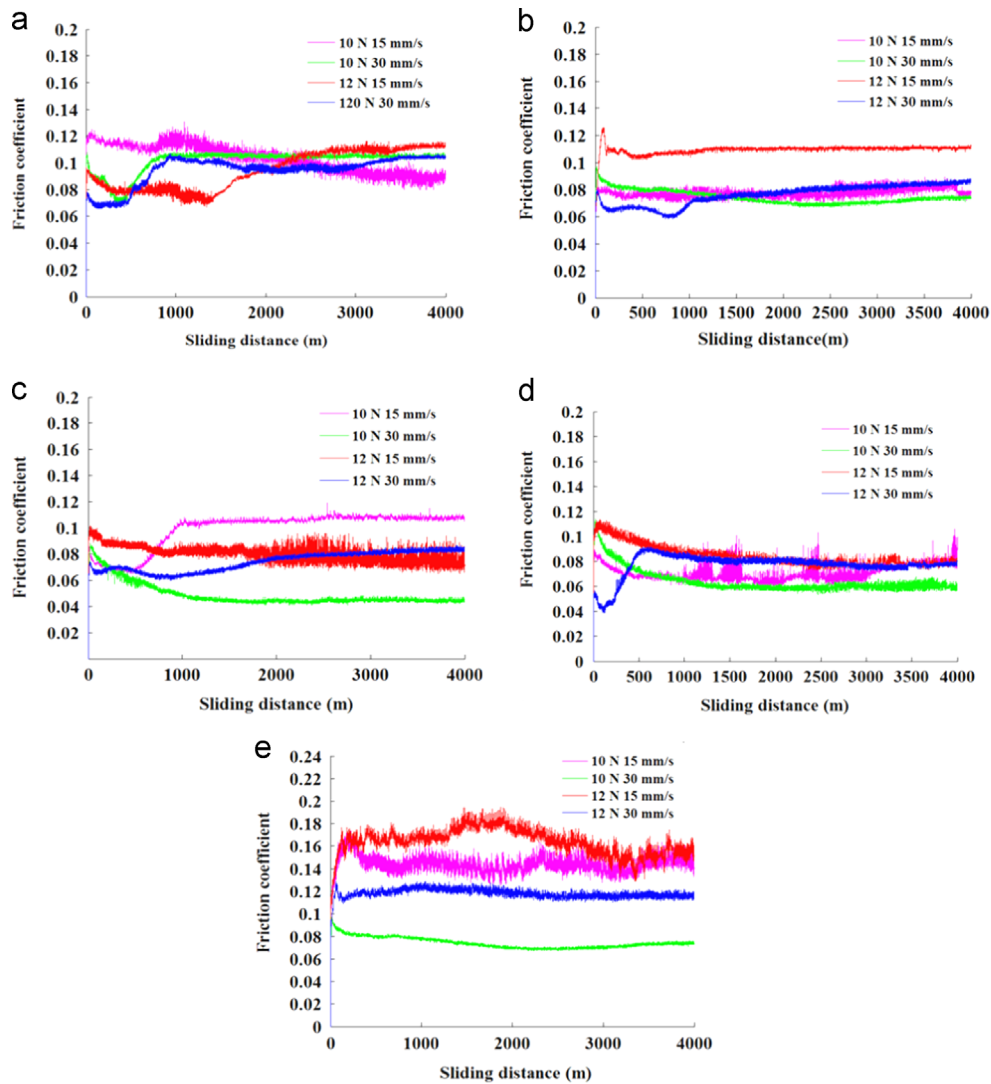 a
0.2
0.18
0.16
0.14
0.12
0.1
0.08
0.06
0.04
0.02
0
Friction coefficient
10 N 15 mm/s
10 N 30 mm/s
12 N 15 mm/s
120 N 30 mm/s
0 1000 2000 3000 4000
Sliding distance (m)
b
0.2
0.18
0.16
0.14
0.12
0.1
0.08
0.06
0.04
0.02
0
Friction coefficient
10 N 15 mm/s
10 N 30 mm/s
12 N 15 mm/s
12 N 30 mm/s
0 500 1000 1500 2000 2500 3000 3500 4000
Sliding distance(m)
c
0.2
0.18
0.16
0.14
0.12
0.1
0.08
0.06
0.04
0.02
Friction coefficient
10 N 15 mm/s
10 N 30 mm/s
12 N 15 mm/s
12 N 30 mm/s
0 1000 2000 3000 4000
Sliding distance (m)
d
0.2
0.18
0.16
0.14
0.12
0.1
0.08
0.06
0.04
0.02
0
Friction coefficient
10 N 15 mm/s
10 N 30 mm/s
12 N 15 mm/s
12 N 30 mm/s
0 500 1000 1500 2000 2500 3000 3500 4000
Sliding distance (m)
e
0.24
0.22
0.2
0.18
0.16
0.14
0.12
0.1
0.08
0.06
0.04
0.02
0
Friction coefficient
10 N 15 mm/s
10 N 30 mm/s
12 N 15 mm/s
12 N 30 mm/s
0 1000 2000 3000 4000
Sliding distance (m)